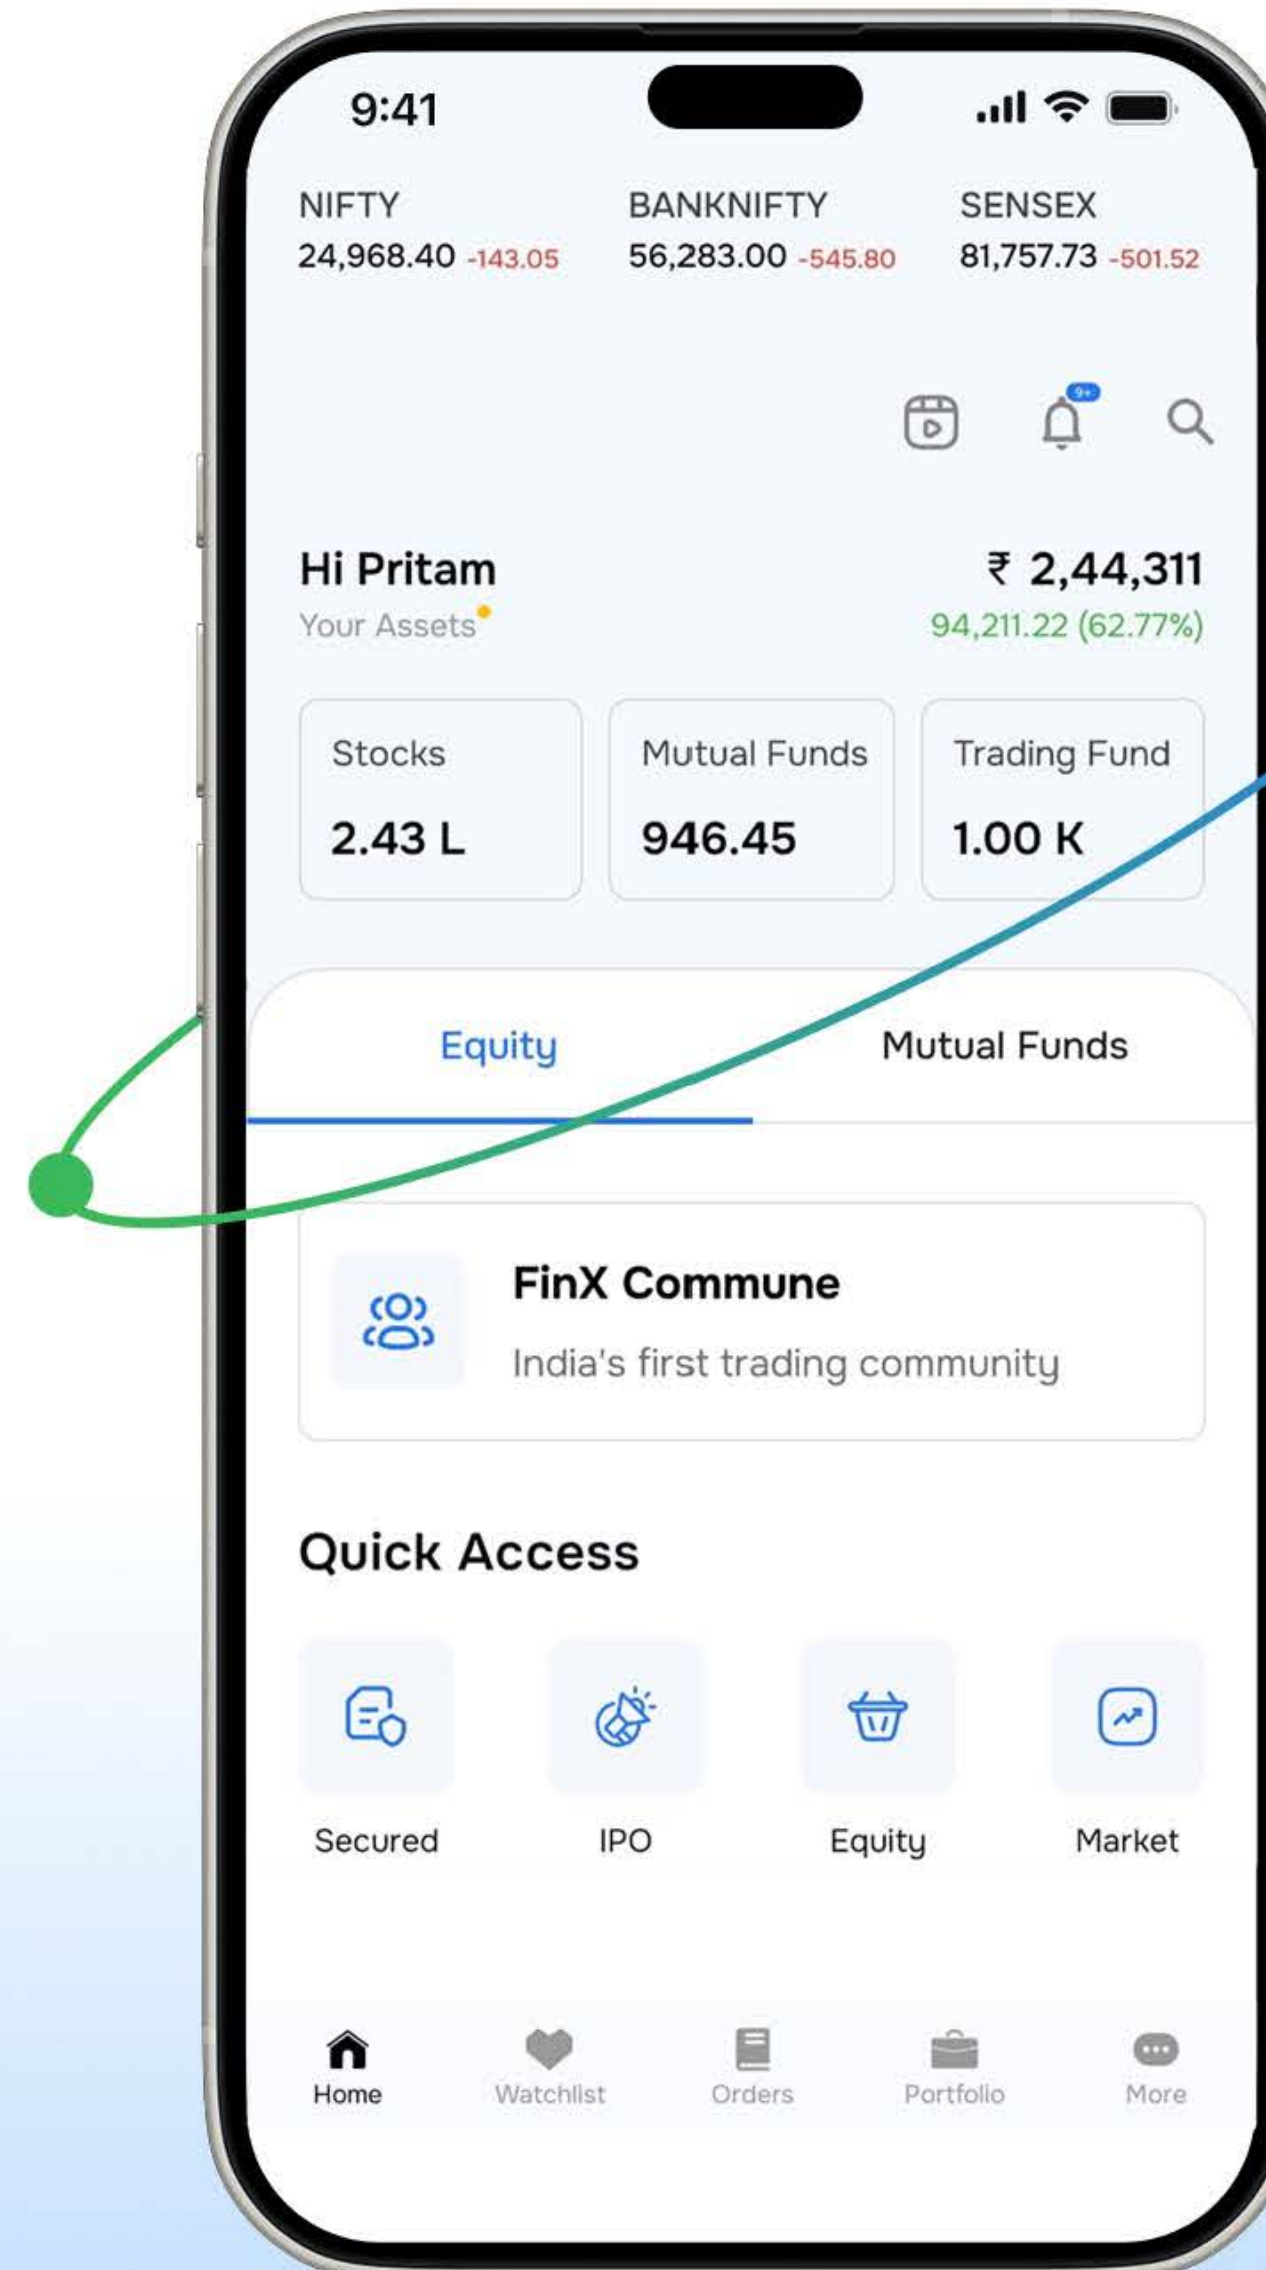 9:41
NIFTY BANKNIFTY SENSEX
24,968.40 -143.05 56,283.00 -545.80 81,757.73 -501.52
9+
Hi Pritam ₹ 2,44,311
Your Assets 94,211.22 (62.77%)
Stocks Mutual Funds Trading Fund
2.43 L 946.45 1.00 K
Equity Mutual Funds
FinX Commune
India's first trading community
Quick Access
Secured IPO Equity Market
Home Watchlist Orders Portfolio More